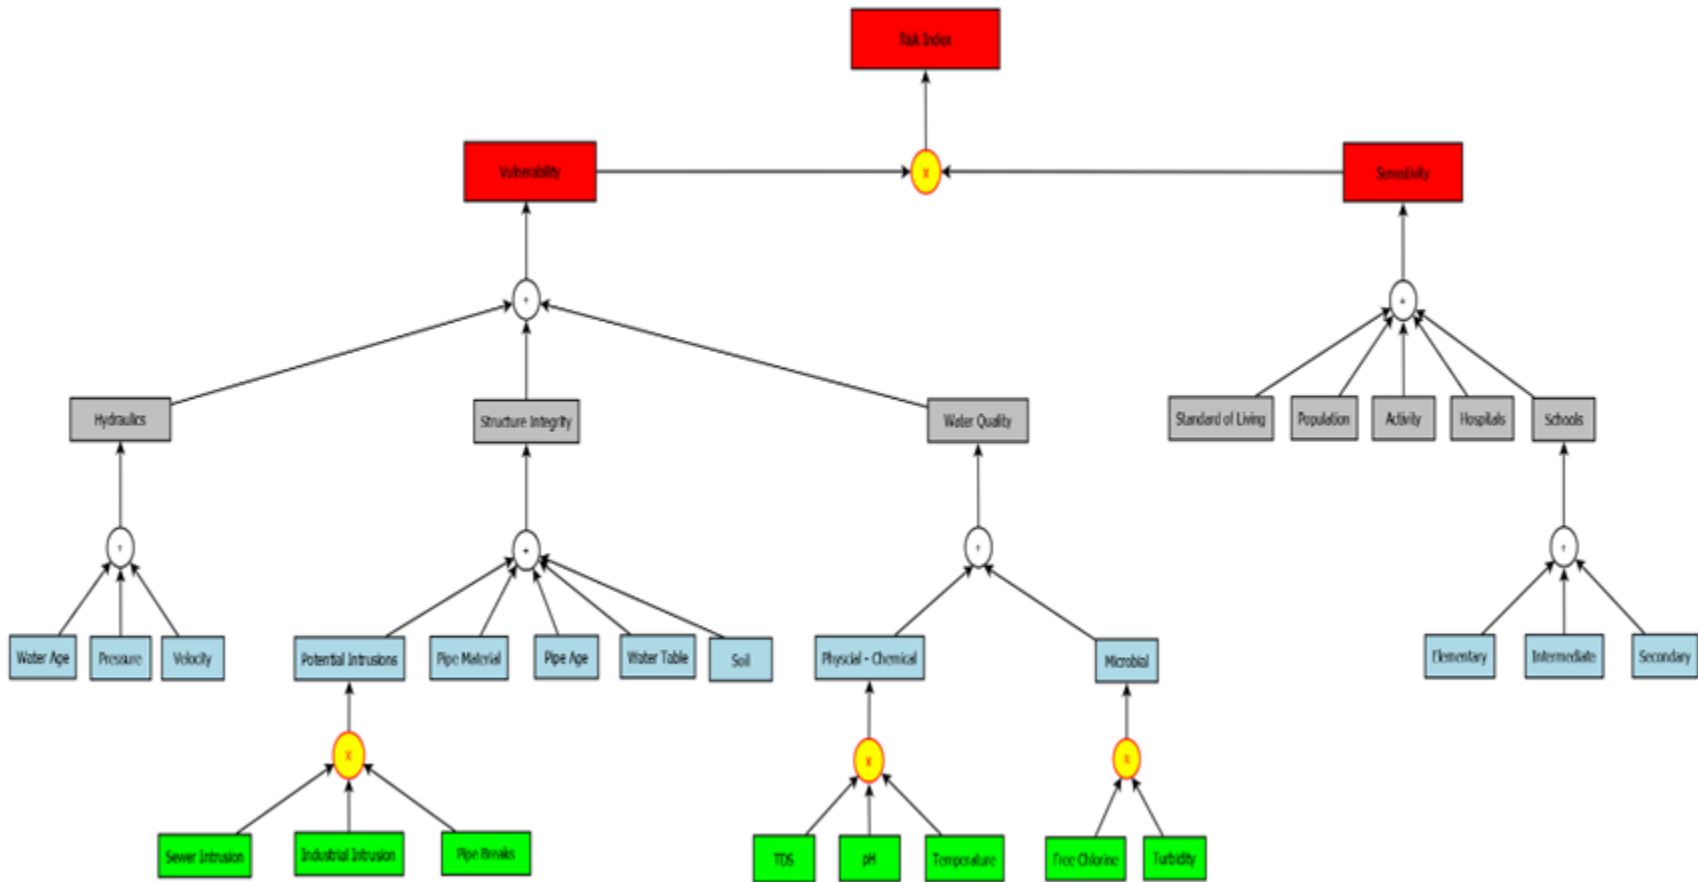 Risk Index
Vulnerability
X
Senestivity
+
+
Hydraulics
Structure Integrity
Water Quality
Standard of Living
Population
Activity
Hospitals
Schools
+
+
+
+
Water Age
Pressure
Velocity
Potential Intrusions
Pipe Material
Pipe Age
Water Table
Soil
Physcial - Chemical
Microbial
Elementary
Intermediate
Secondary
X
X
X
Sewer Intrusion
Industrial Intrusion
Pipe Breaks
TDS
pH
Temperature
Free Chlorine
Turbidity